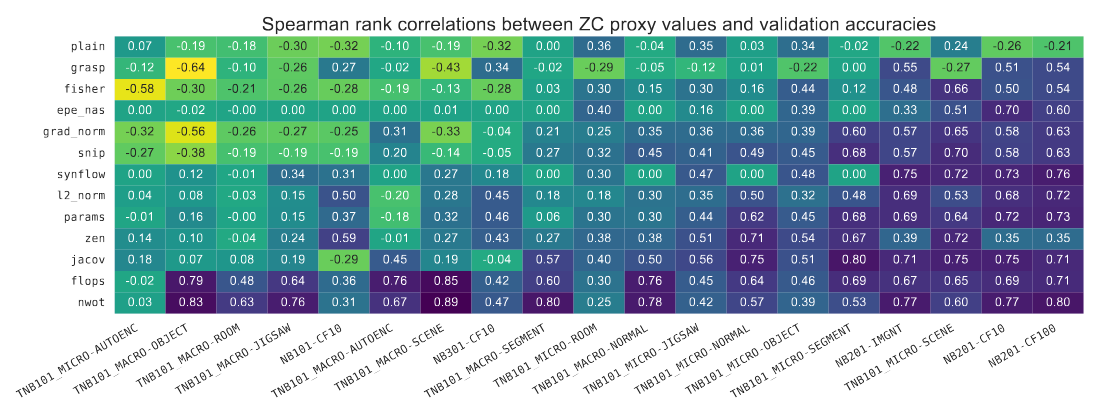 Spearman rank correlations between ZC proxy values and validation accuracies
plain 0.07 -0.19 -0.18 -0.30 -0.32 -0.10 -0.19 -0.32 0.00 0.36 -0.04 0.35 0.03 0.34 -0.02 -0.22 0.24 -0.26 -0.21
grasp -0.12 -0.64 -0.10 -0.26 0.27 -0.02 -0.43 0.34 -0.02 -0.29 -0.05 -0.12 0.01 -0.22 0.00 0.55 -0.27 0.51 0.54
fisher -0.58 -0.30 -0.21 -0.26 -0.28 -0.19 -0.13 -0.28 0.03 0.30 0.15 0.30 0.16 0.44 0.12 0.48 0.66 0.50 0.54
epe_nas 0.00 -0.02 -0.00 0.00 0.00 0.00 0.01 0.00 0.00 0.40 0.00 0.16 0.00 0.39 0.00 0.33 0.51 0.70 0.60
grad_norm -0.32 -0.56 -0.26 -0.27 -0.25 0.31 -0.33 -0.04 0.21 0.25 0.35 0.36 0.36 0.39 0.60 0.57 0.65 0.58 0.63
snip -0.27 -0.38 -0.19 -0.19 -0.19 0.20 -0.14 -0.05 0.27 0.32 0.45 0.41 0.49 0.45 0.68 0.57 0.70 0.58 0.63
synflow 0.00 0.12 -0.01 0.34 0.31 0.00 0.27 0.18 0.00 0.30 0.00 0.47 0.00 0.48 0.00 0.75 0.72 0.73 0.76
l2_norm 0.04 0.08 -0.03 0.15 0.50 -0.20 0.28 0.45 0.18 0.18 0.30 0.35 0.50 0.32 0.48 0.69 0.53 0.68 0.72
params -0.01 0.16 -0.00 0.15 0.37 -0.18 0.32 0.46 0.06 0.30 0.30 0.44 0.62 0.45 0.68 0.69 0.64 0.72 0.73
zen 0.14 0.10 -0.04 0.24 0.59 -0.01 0.27 0.43 0.27 0.38 0.38 0.51 0.71 0.54 0.67 0.39 0.72 0.35 0.35
jacov 0.18 0.07 0.08 0.19 -0.29 0.45 0.19 -0.04 0.57 0.40 0.50 0.56 0.75 0.51 0.80 0.71 0.75 0.75 0.71
flops -0.02 0.79 0.48 0.64 0.36 0.76 0.85 0.42 0.60 0.30 0.76 0.45 0.64 0.46 0.69 0.67 0.65 0.69 0.71
nwot 0.03 0.83 0.63 0.76 0.31 0.67 0.89 0.47 0.80 0.25 0.78 0.42 0.57 0.39 0.53 0.77 0.60 0.77 0.80
TNB101_MICRO-AUTOENC
TNB101_MACRO-OBJECT
TNB101_MACRO-ROOM
TNB101_MACRO-JIGSAW
NB101-CF10
TNB101_MACRO-AUTOENC
TNB101_MACRO-SCENE
NB301-CF10
TNB101_MACRO-SEGMENT
TNB101_MICRO-ROOM
TNB101_MACRO-NORMAL
TNB101_MICRO-JIGSAW
TNB101_MICRO-NORMAL
TNB101_MICRO-OBJECT
TNB101_MICRO-SEGMENT
NB201-IMGNT
TNB101_MICRO-SCENE
NB201-CF10
NB201-CF100